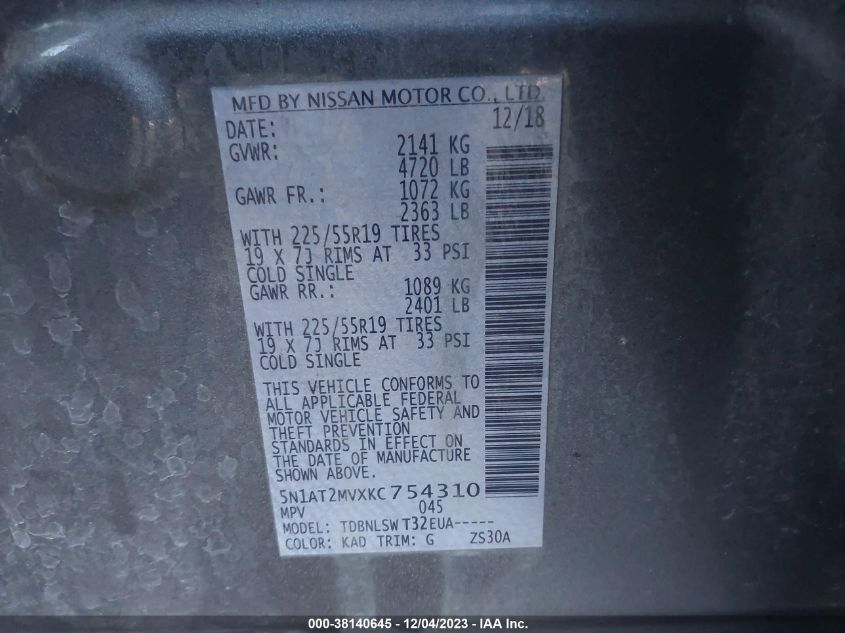 MFD BY NISSAN MOTOR CO., LTD.
DATE: 12/18
GVWR: 2141 KG
4720 LB
GAWR FR.: 1072 KG
2363 LB
WITH 225/55R19 TIRES
19 X 7J RIMS AT 33 PSI
COLD SINGLE
GAWR RR.: 1089 KG
2401 LB
WITH 225/55R19 TIRES
19 X 7J RIMS AT 33 PSI
COLD SINGLE
THIS VEHICLE CONFORMS TO
ALL APPLICABLE FEDERAL
MOTOR VEHICLE SAFETY AND
THEFT PREVENTION
STANDARDS IN EFFECT ON
THE DATE OF MANUFACTURE
SHOWN ABOVE.
5N1AT2MVXKC754310
MPV 045
MODEL: TDBNLSWT32EUA-----
COLOR: KAD TRIM: G ZS30A
000-38140645 - 12/04/2023 - IAA Inc.